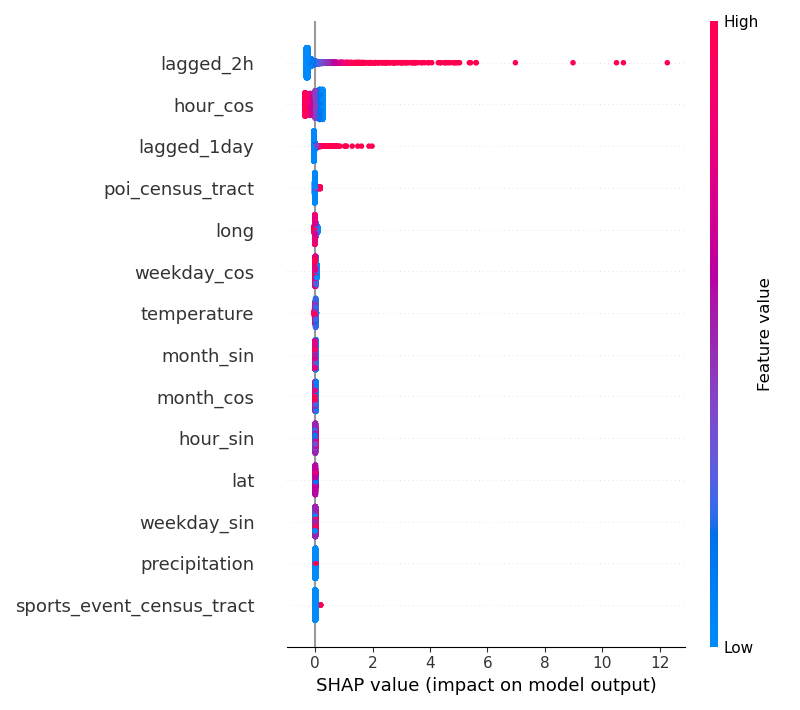 High
lagged_2h
hour_cos
lagged_1day
poi_census_tract
long
weekday_cos
temperature
month_sin
month_cos
hour_sin
lat
weekday_sin
precipitation
sports_event_census_tract
Feature value
Low
0 2 4 6 8 10 12
SHAP value (impact on model output)